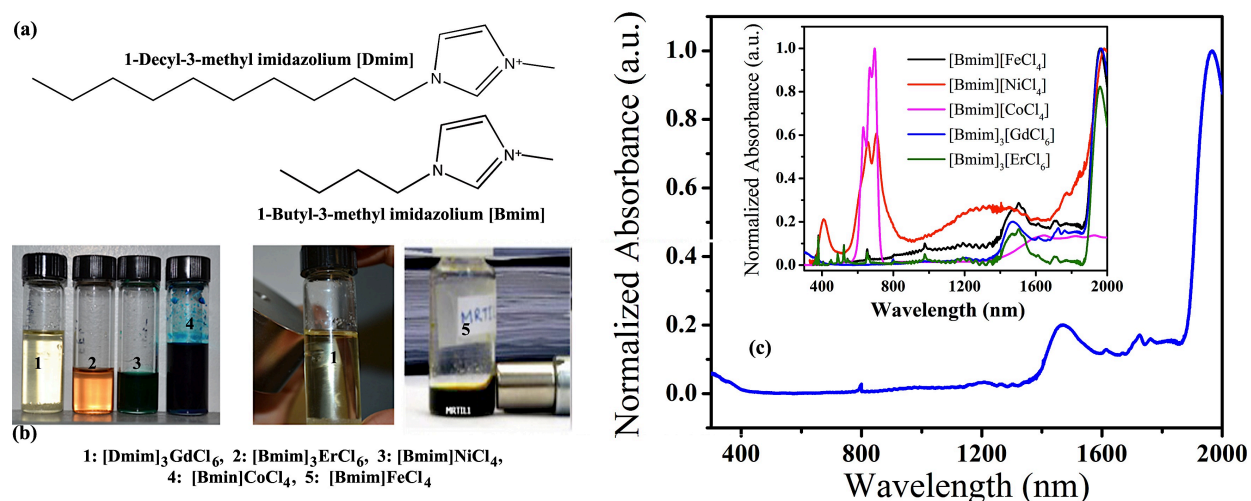 (a)
1-Decyl-3-methyl imidazolium [Dmim]
N
N+
N
N+
1-Butyl-3-methyl imidazolium [Bmim]
1
2
3
4
1
MRTIL
5
MRTIL1
(b)
1: [Dmim]₃GdCl₆, 2: [Bmim]₃ErCl₆, 3: [Bmim]NiCl₄,
4: [Bmin]CoCl₄, 5: [Bmim]FeCl₄
Normalized Absorbance (a.u.)
1.0
0.8
0.6
0.4
0.2
0.0
400 800 1200 1600 2000
Wavelength (nm)
(c)
Normalized Absorbance (a.u.)
1.0
0.8
0.6
0.4
0.2
0.0
400 800 1200 1600 2000
Wavelength (nm)
[Bmim][FeCl₄]
[Bmim][NiCl₄]
[Bmim][CoCl₄]
[Bmim]₃[GdCl₆]
[Bmim]₃[ErCl₆]